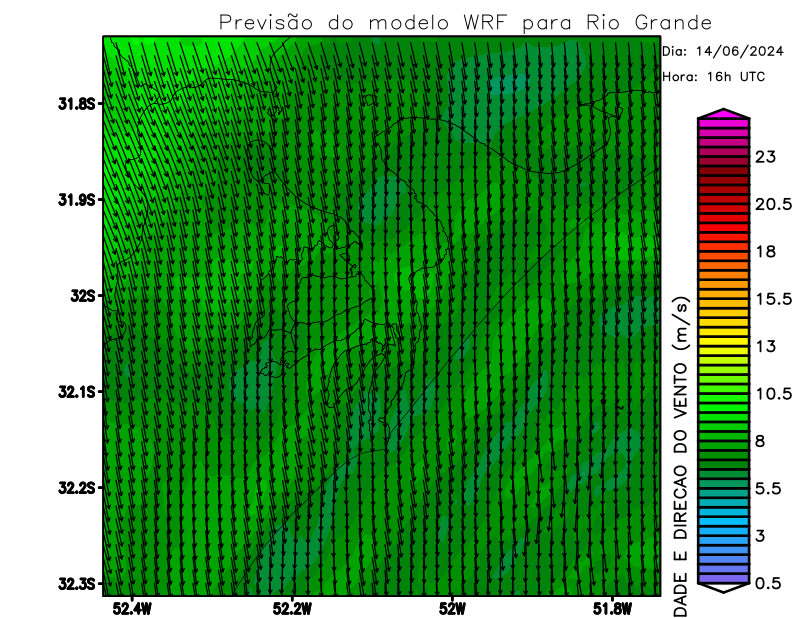 Previsão do modelo WRF para Rio Grande
Dia: 14/06/2024
Hora: 16h UTC
31.8S
31.9S
32S
32.1S
32.2S
32.3S
52.4W
52.2W
52W
51.8W
23
20.5
18
15.5
13
10.5
8
5.5
3
0.5
DADE E DIRECAO DO VENTO (m/s)